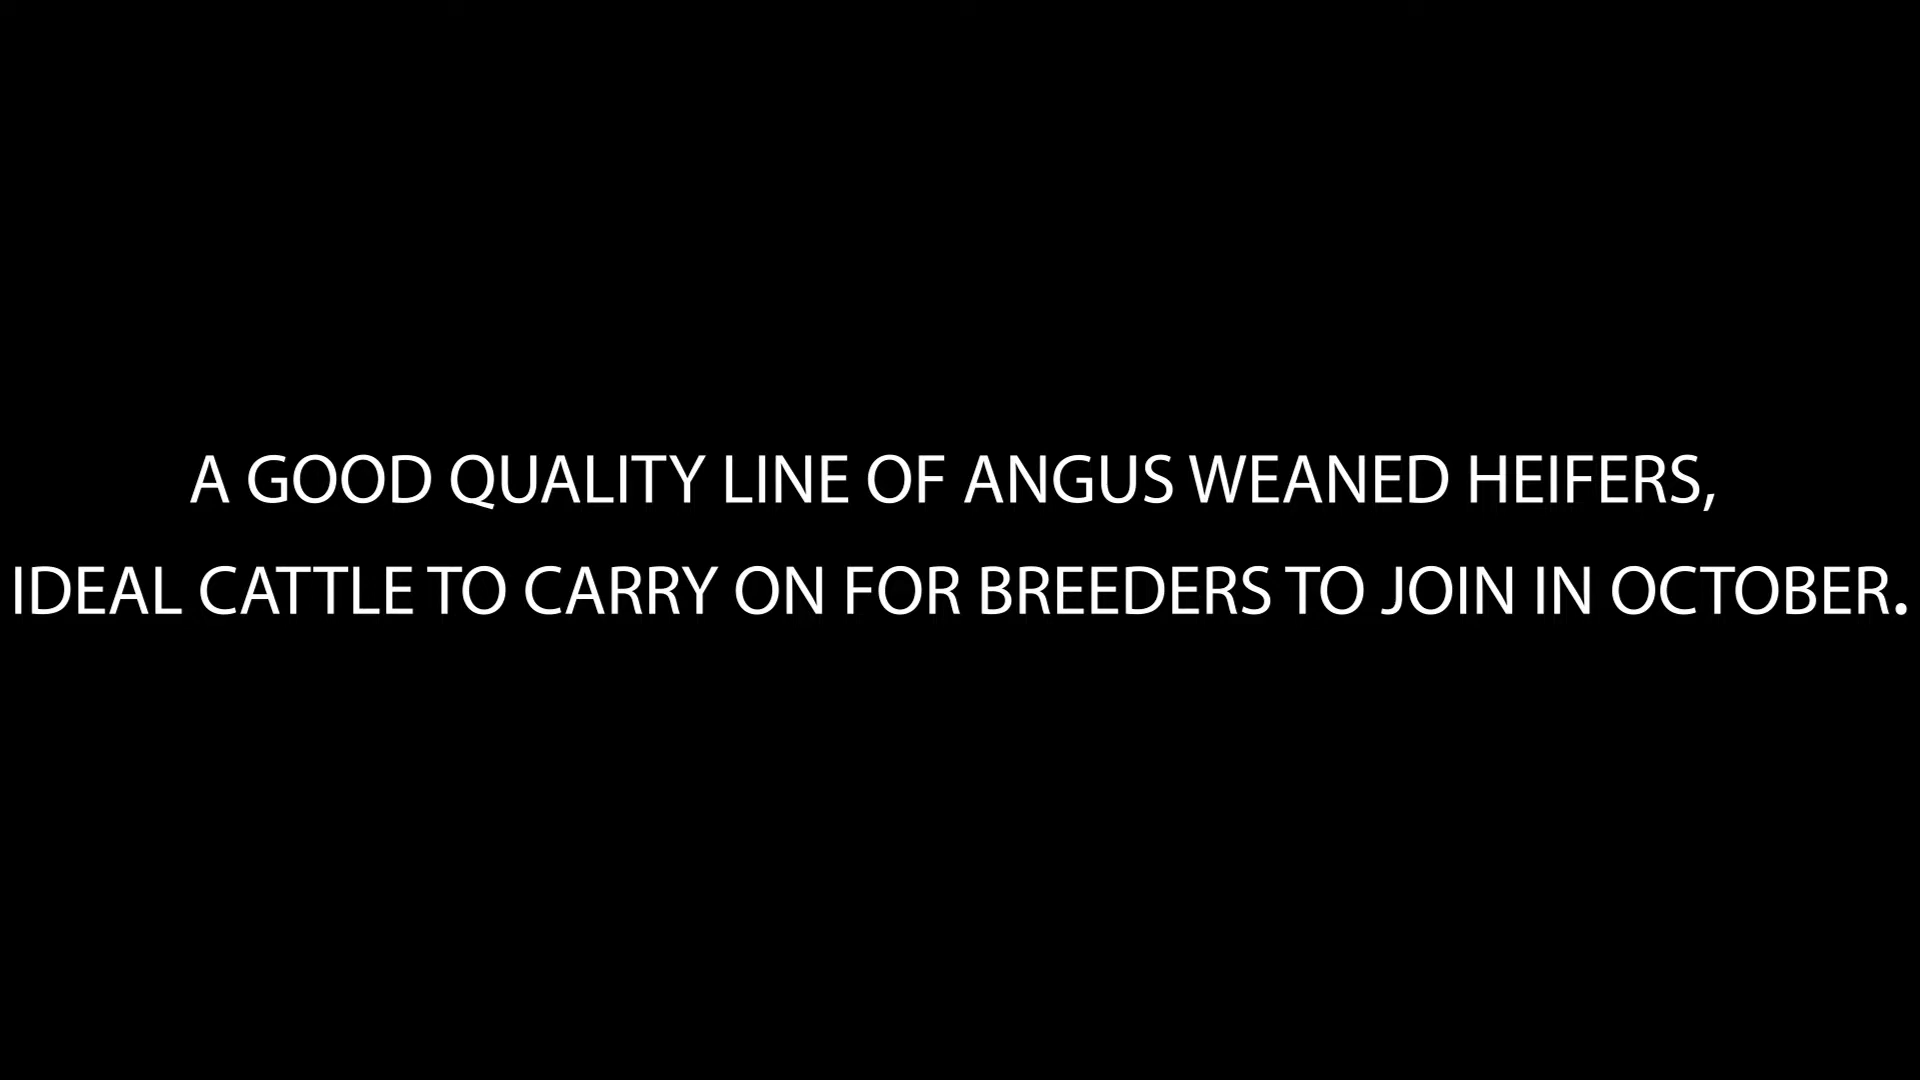 A GOOD QUALITY LINE OF ANGUS WEANED HEIFERS,
IDEAL CATTLE TO CARRY ON FOR BREEDERS TO JOIN IN OCTOBER.